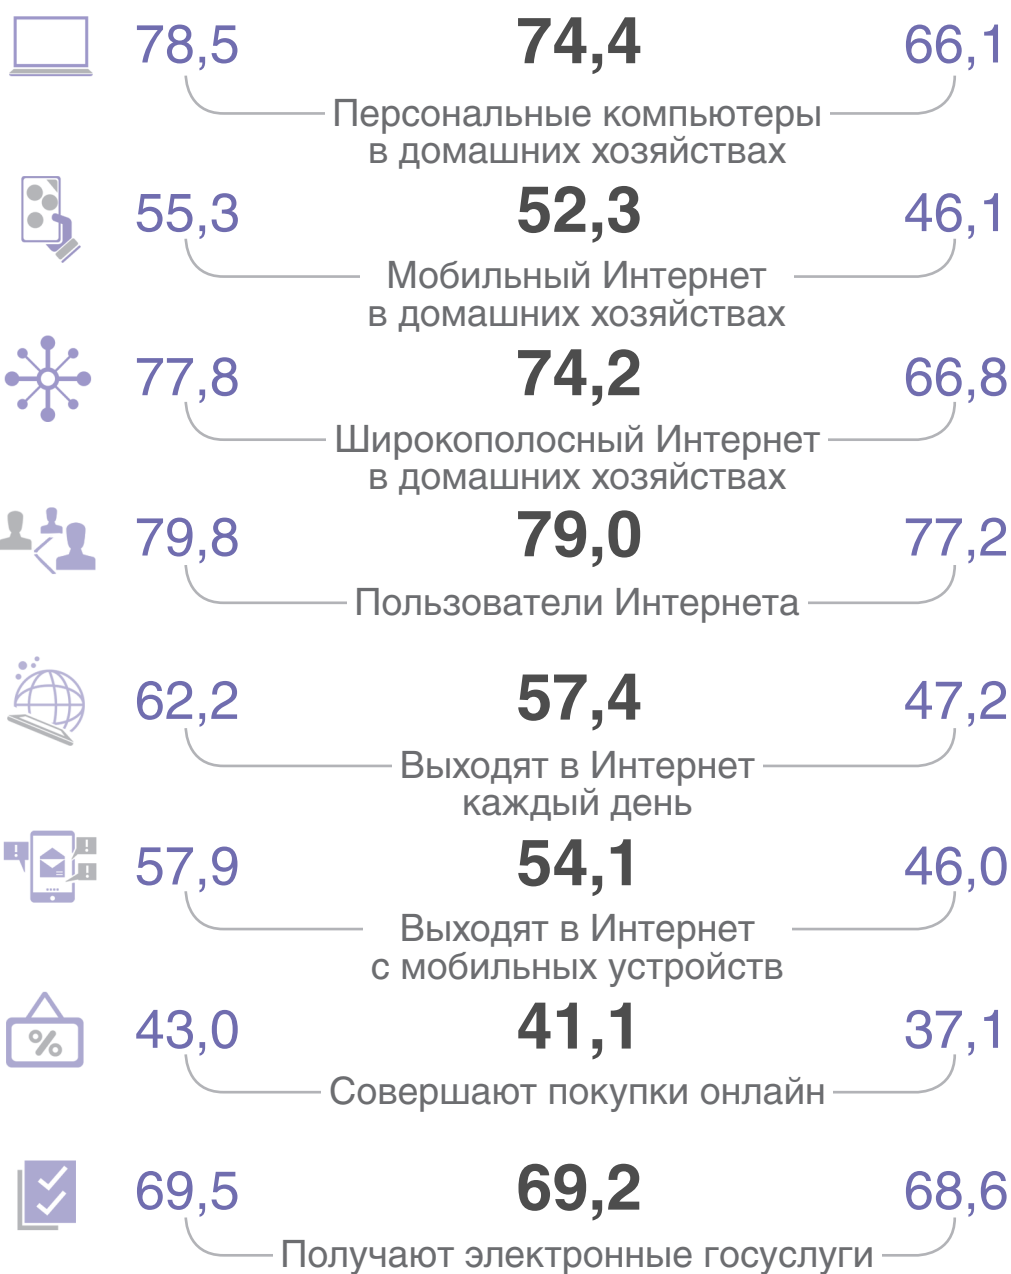 78,5 74,4 66,1
Персональные компьютеры
в домашних хозяйствах
55,3 52,3 46,1
Мобильный Интернет
в домашних хозяйствах
77,8 74,2 66,8
Широкополосный Интернет
в домашних хозяйствах
79,8 79,0 77,2
Пользователи Интернета
62,2 57,4 47,2
Выходят в Интернет
каждый день
57,9 54,1 46,0
Выходят в Интернет
с мобильных устройств
% 43,0 41,1 37,1
Совершают покупки онлайн
69,5 69,2 68,6
Получают электронные госуслуги